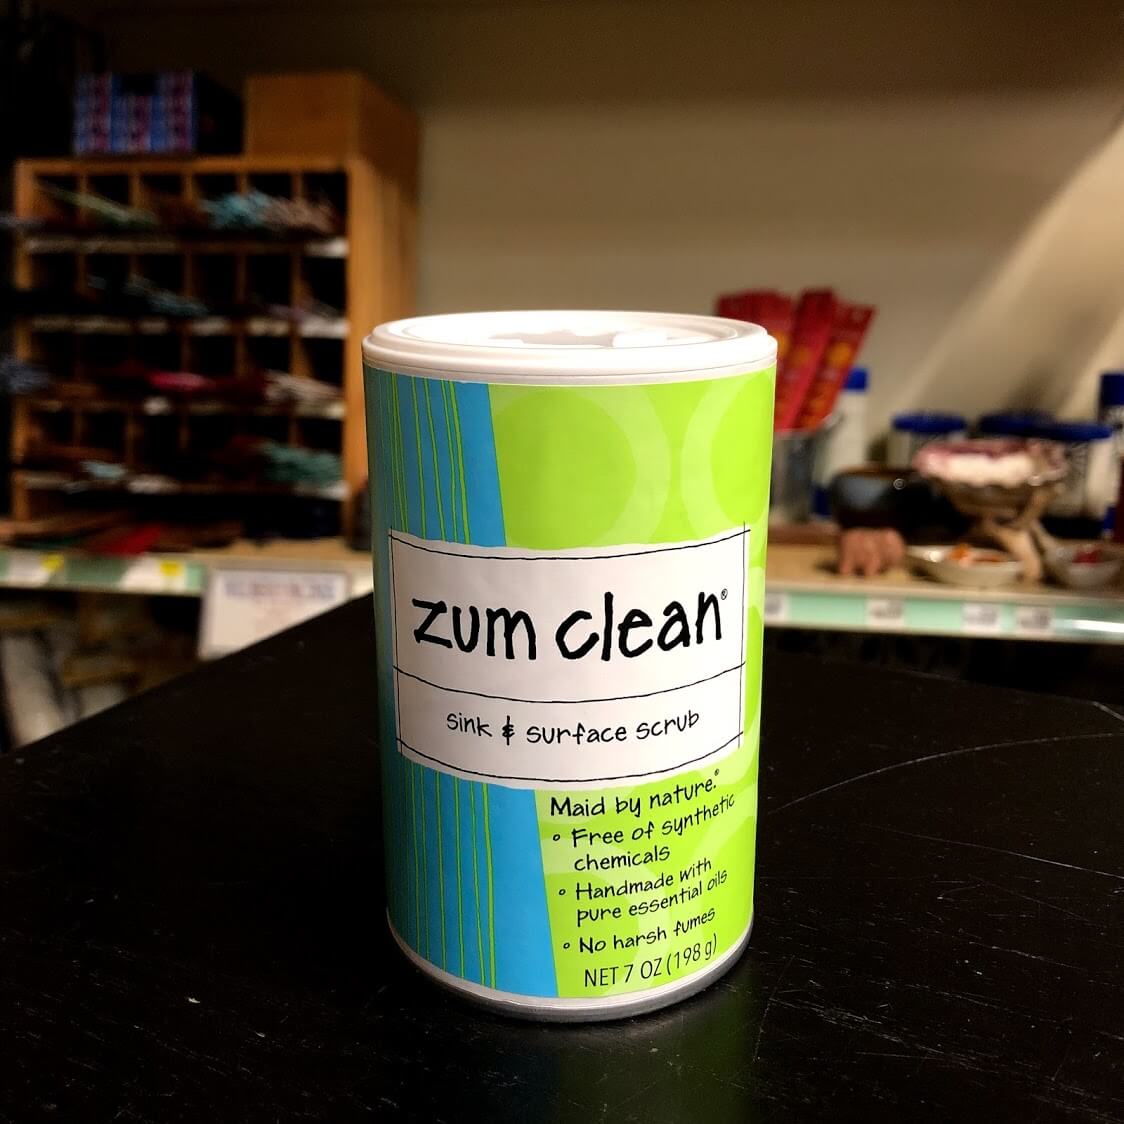 zum clean®
sink & surface scrub
Maid by nature.®
° Free of synthetic
chemicals
° Handmade with
pure essential oils
° No harsh fumes
NET 7 OZ (198 g)